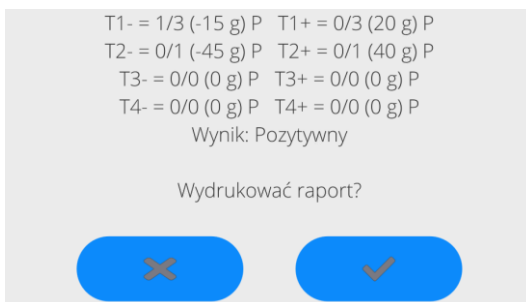 T1- = 1/3 (-15 g) P T1+ = 0/3 (20 g) P
T2- = 0/1 (-45 g) P T2+ = 0/1 (40 g) P
T3- = 0/0 (0 g) P T3+ = 0/0 (0 g) P
T4- = 0/0 (0 g) P T4+ = 0/0 (0 g) P
Wynik: Pozytywny
Wydrukować raport?